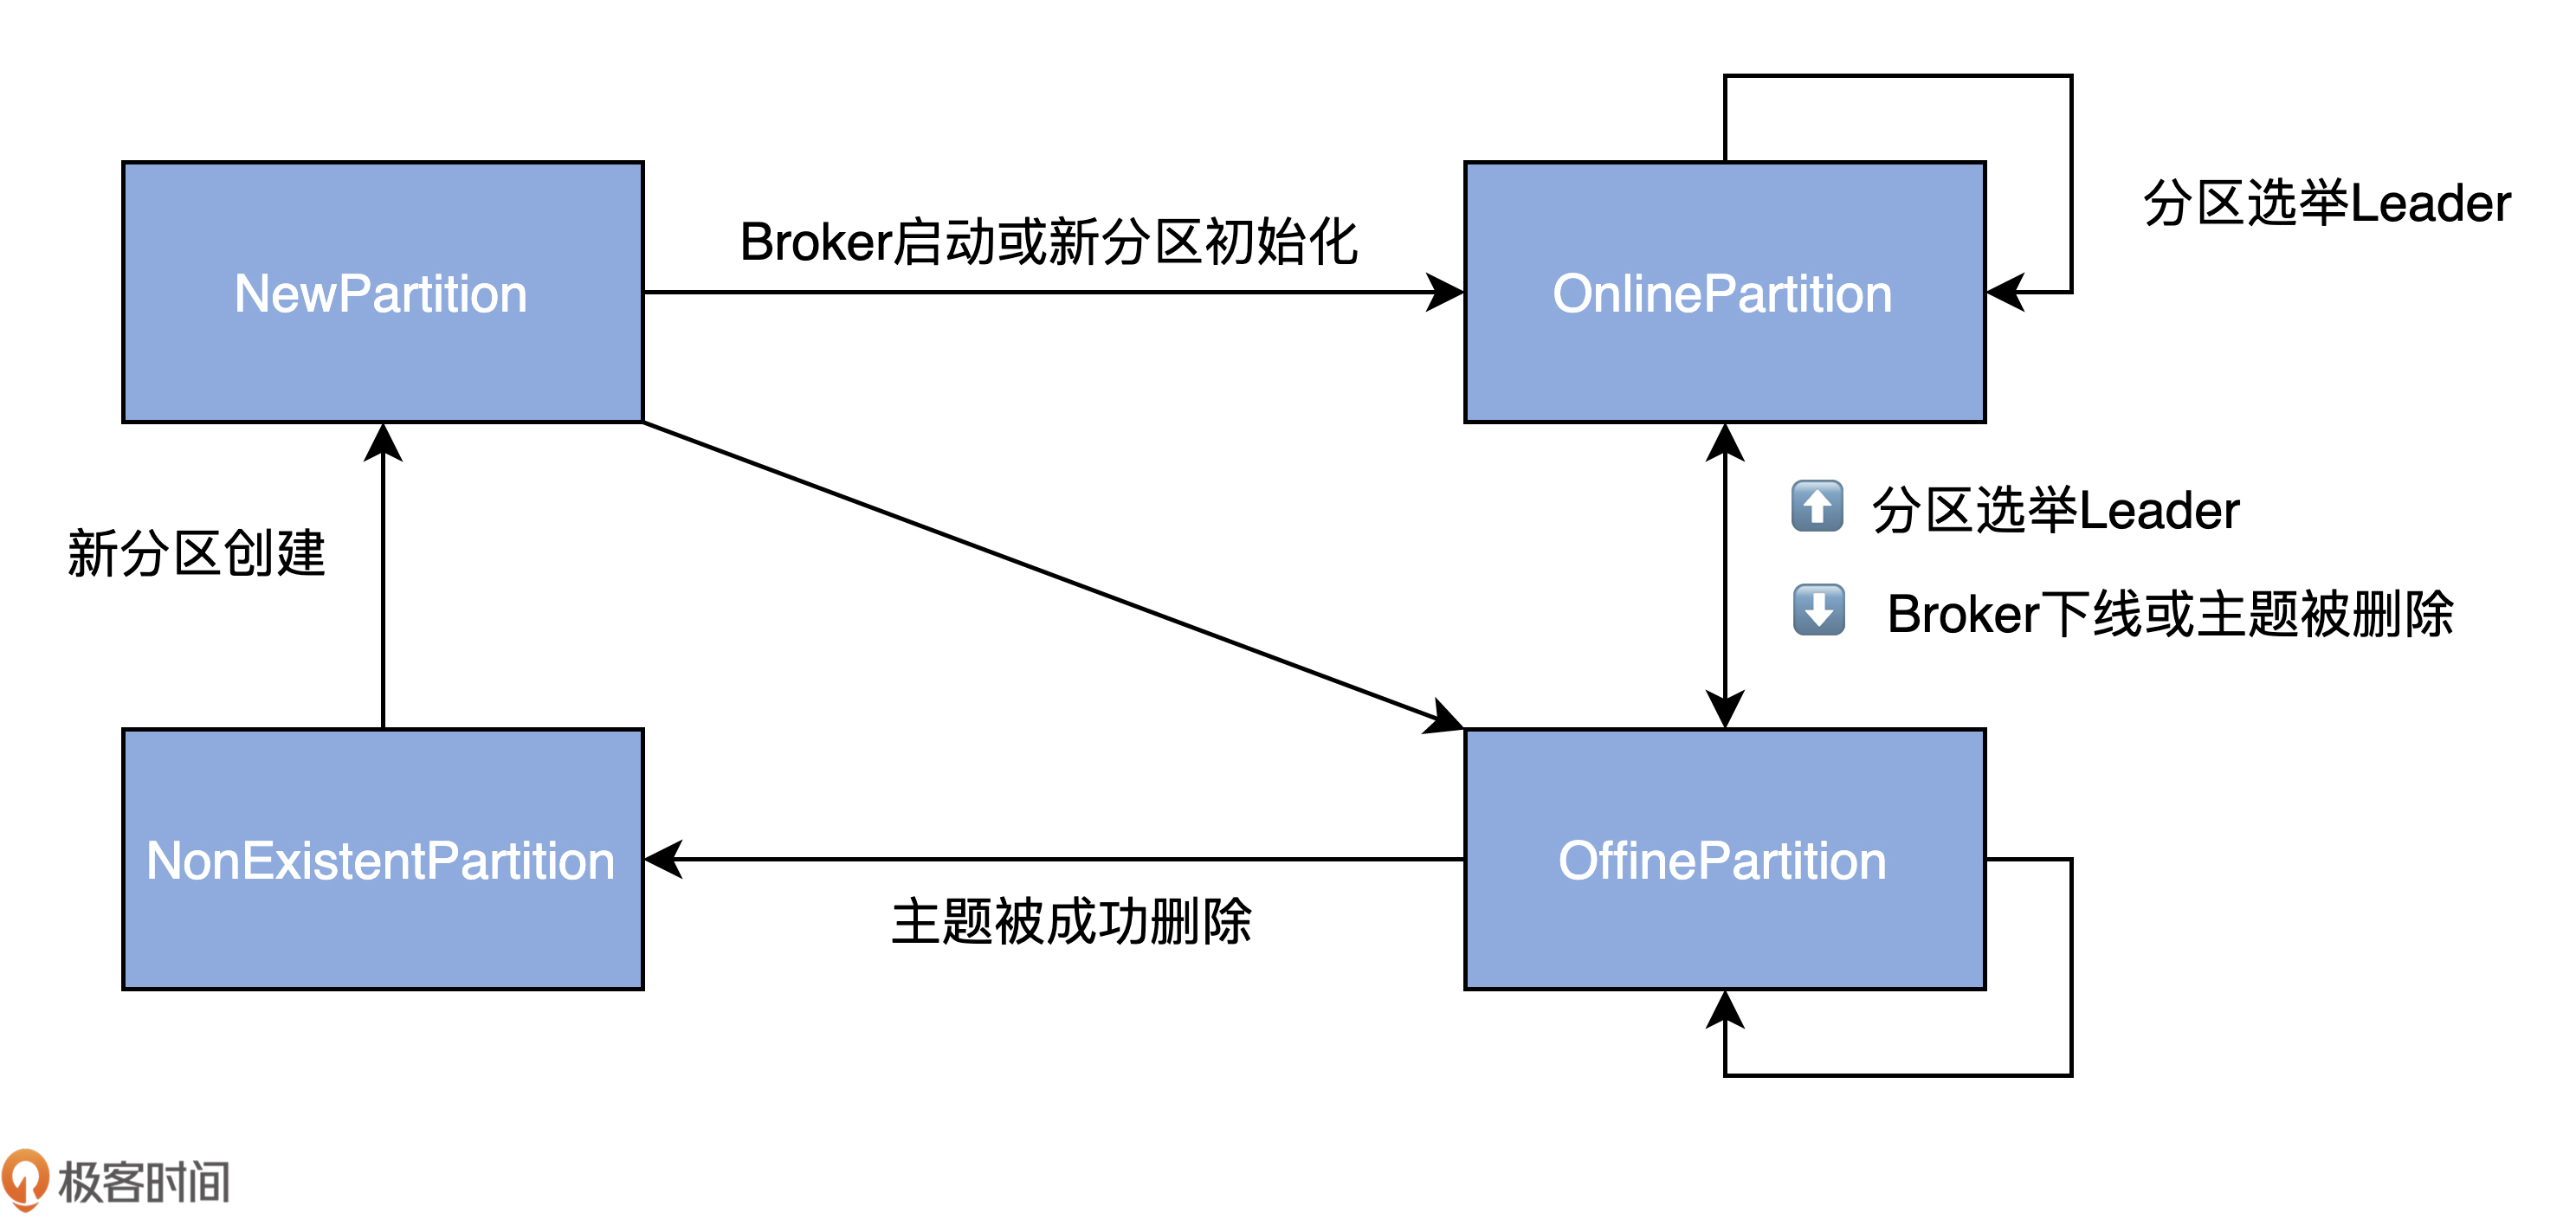 分区选举Leader
Broker启动或新分区初始化
NewPartition
OnlinePartition
分区选举Leader
新分区创建
Broker下线或主题被删除
NonExistentPartition
OffinePartition
主题被成功删除
极客时间